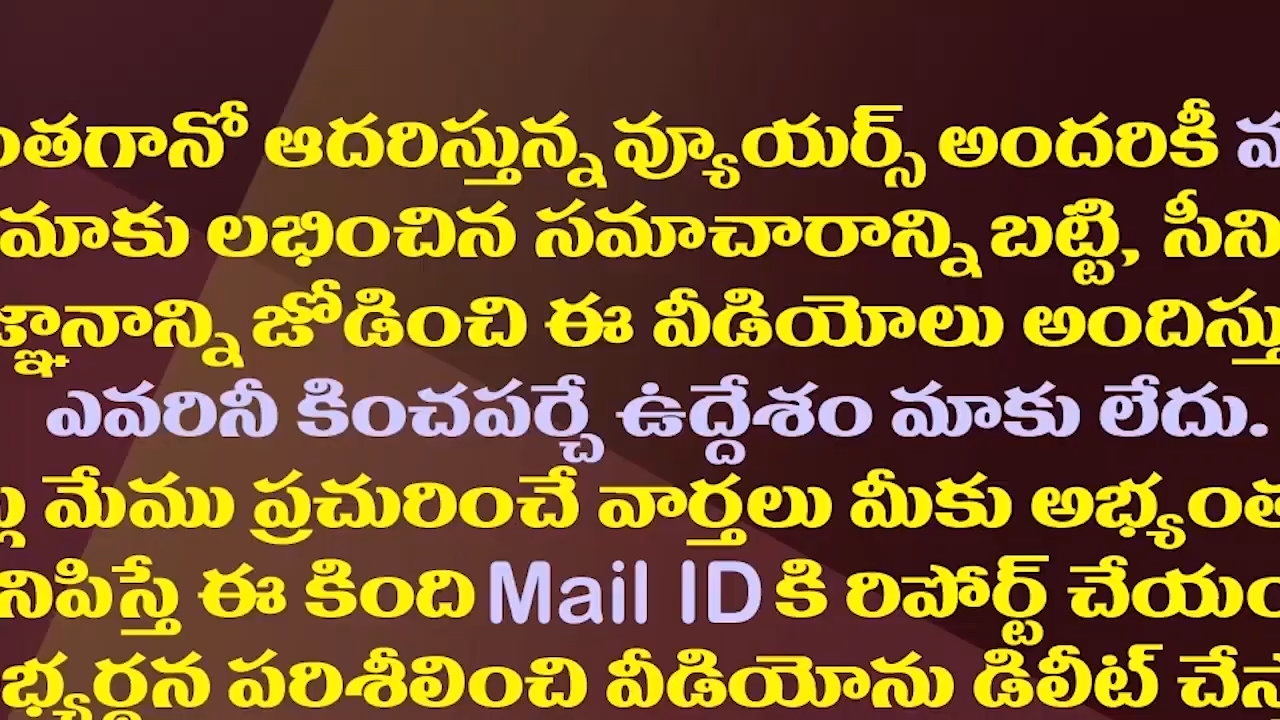 ంతగానో ఆదరిస్తున్న వ్యూయర్స్ అందరికీ
మాకు లభించిన సమాచారాన్ని బట్టి, సీని
జ్ఞానాన్ని జోడించి ఈ వీడియోలు అందిస్తు
ఎవరినీ కించపర్చే ఉద్దేశం మాకు లేదు.
మేము ప్రచురించే వార్తలు మీకు అభ్యంత
నిపిస్తే ఈ కింది Mail ID కి రిపోర్ట్ చేయం
భ్యర్థన పరిశీలించి వీడియోను డిలీట్ చేస